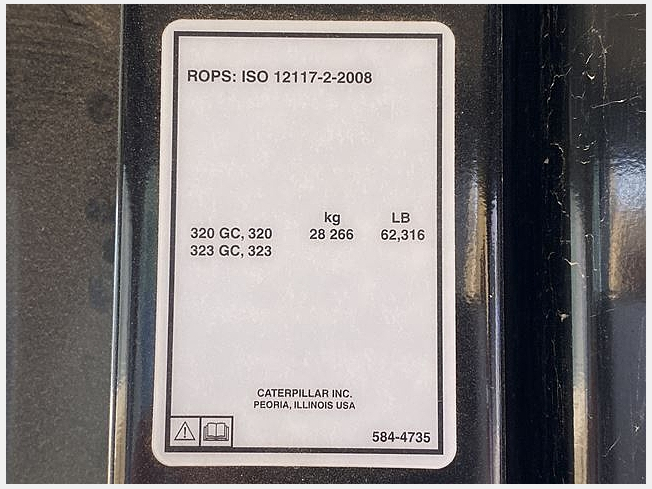 ROPS: ISO 12117-2-2008
kg LB
320 GC, 320 28 266 62,316
323 GC, 323
CATERPILLAR INC.
PEORIA, ILLINOIS USA
584-4735